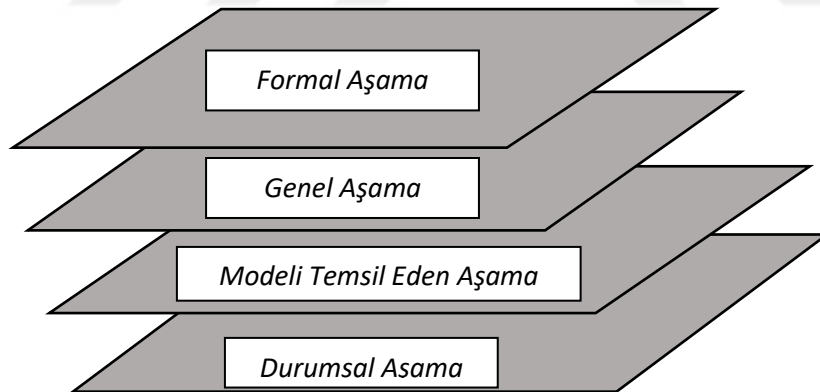 Formal Aşama
Genel Aşama
Modeli Temsil Eden Aşama
Durumsal Asama